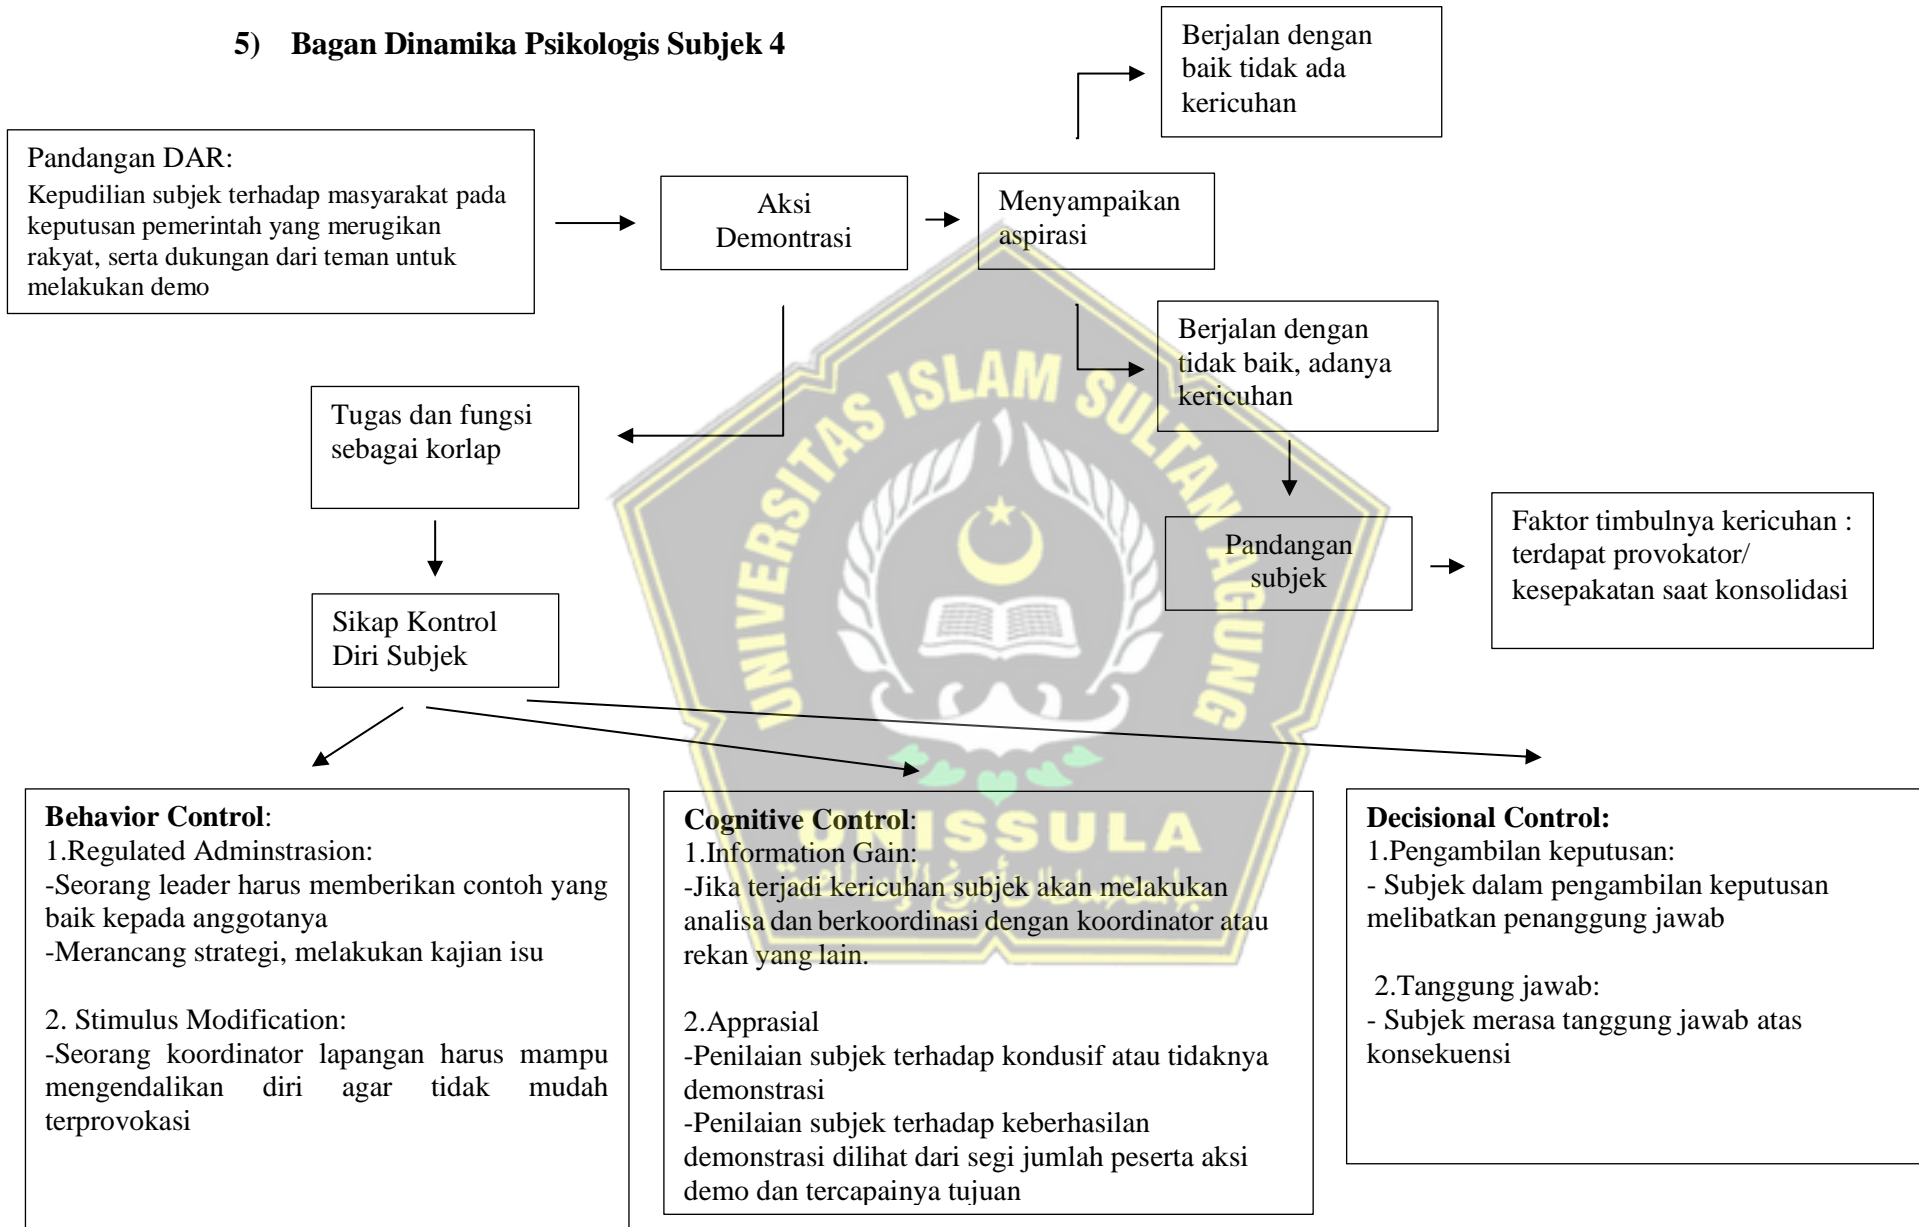 5) Bagan Dinamika Psikologis Subjek 4
Berjalan dengan
baik tidak ada
kericuhan
Pandangan DAR:
Kepudilian subjek terhadap masyarakat pada
keputusan pemerintah yang merugikan
rakyat, serta dukungan dari teman untuk
melakukan demo
Aksi
Demontrasi
Menyampaikan
aspirasi
Berjalan dengan
tidak baik, adanya
kericuhan
Tugas dan fungsi
sebagai korlap
Pandangan
subjek
Faktor timbulnya kericuhan :
terdapat provokator/
kesepakatan saat konsolidasi
Sikap Kontrol
Diri Subjek
Behavior Control:
1.Regulated Adminstrasion:
-Seorang leader harus memberikan contoh yang
baik kepada anggotanya
-Merancang strategi, melakukan kajian isu
2. Stimulus Modification:
-Seorang koordinator lapangan harus mampu
mengendalikan diri agar tidak mudah
terprovokasi
Cognitive Control:
1.Information Gain:
-Jika terjadi kericuhan subjek akan melakukan
analisa dan berkoordinasi dengan koordinator atau
rekan yang lain.
2.Apprasial
-Penilaian subjek terhadap kondusif atau tidaknya
demonstrasi
-Penilaian subjek terhadap keberhasilan
demonstrasi dilihat dari segi jumlah peserta aksi
demo dan tercapainya tujuan
Decisional Control:
1.Pengambilan keputusan:
- Subjek dalam pengambilan keputusan
melibatkan penanggung jawab
2.Tanggung jawab:
- Subjek merasa tanggung jawab atas
konsekuensi
UNIVERSITAS ISLAM SULTAN AGUNG
UNISSULA